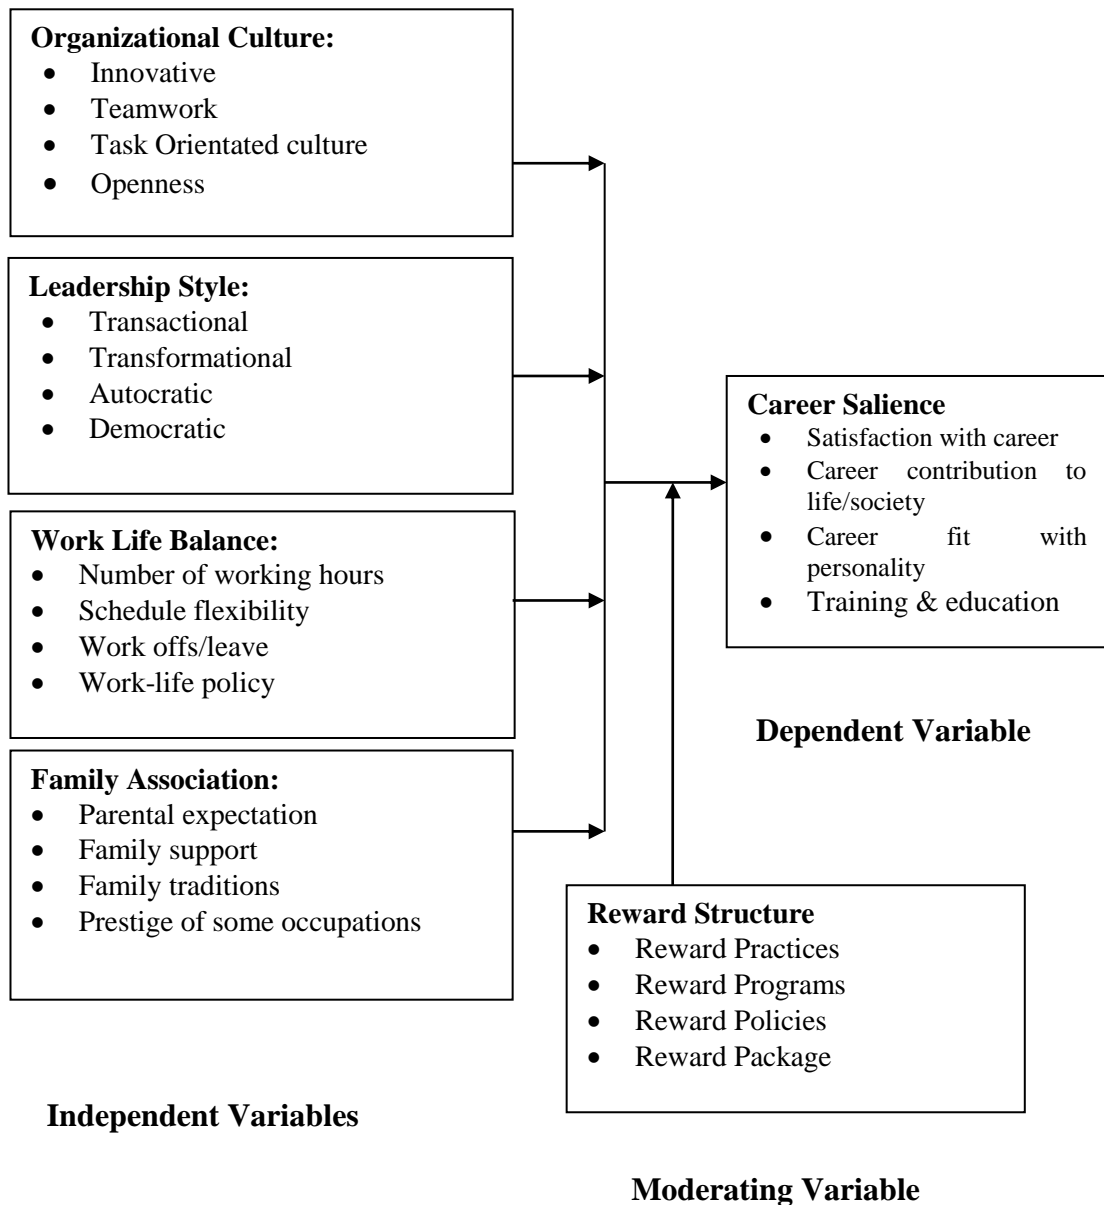 Organizational Culture:
• Innovative
• Teamwork
• Task Orientated culture
• Openness
Leadership Style:
• Transactional
• Transformational
• Autocratic
• Democratic
Work Life Balance:
• Number of working hours
• Schedule flexibility
• Work offs/leave
• Work-life policy
Family Association:
• Parental expectation
• Family support
• Family traditions
• Prestige of some occupations
Independent Variables
Career Salience
• Satisfaction with career
• Career contribution to
life/society
• Career fit with
personality
• Training & education
Dependent Variable
Reward Structure
• Reward Practices
• Reward Programs
• Reward Policies
• Reward Package
Moderating Variable